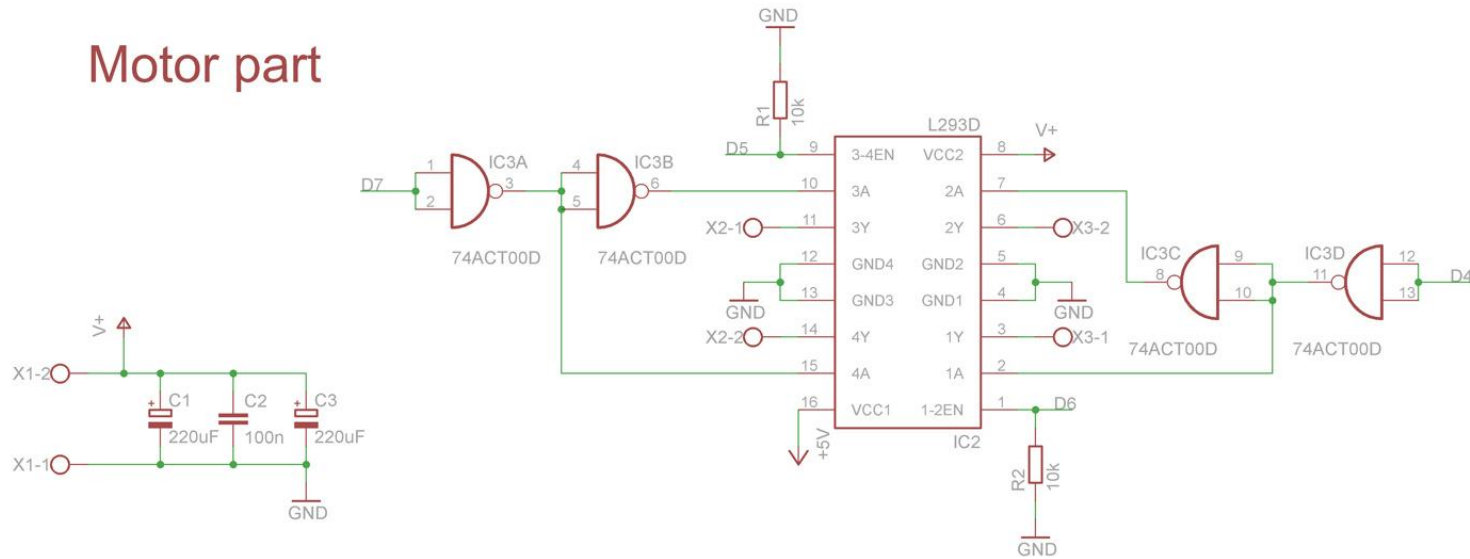 Motor part
GND
R1
10k
L293D
V+
D5
9
3-4EN
VCC2
8
D7
1
2
IC3A
3
74ACT00D
4
5
IC3B
6
74ACT00D
10
3A
2A
7
X2-1
11
3Y
2Y
6
X3-2
12
GND4
GND2
5
GND
13
GND3
GND1
4
GND
X2-2
14
4Y
1Y
3
X3-1
15
4A
1A
2
16
VCC1
1-2EN
1
D6
+5V
IC2
R2
10k
GND
IC3C
8
9
10
74ACT00D
IC3D
11
12
13
74ACT00D
D4
V+
X1-2
+
C1
220uF
C2
100n
+
C3
220uF
X1-1
GND